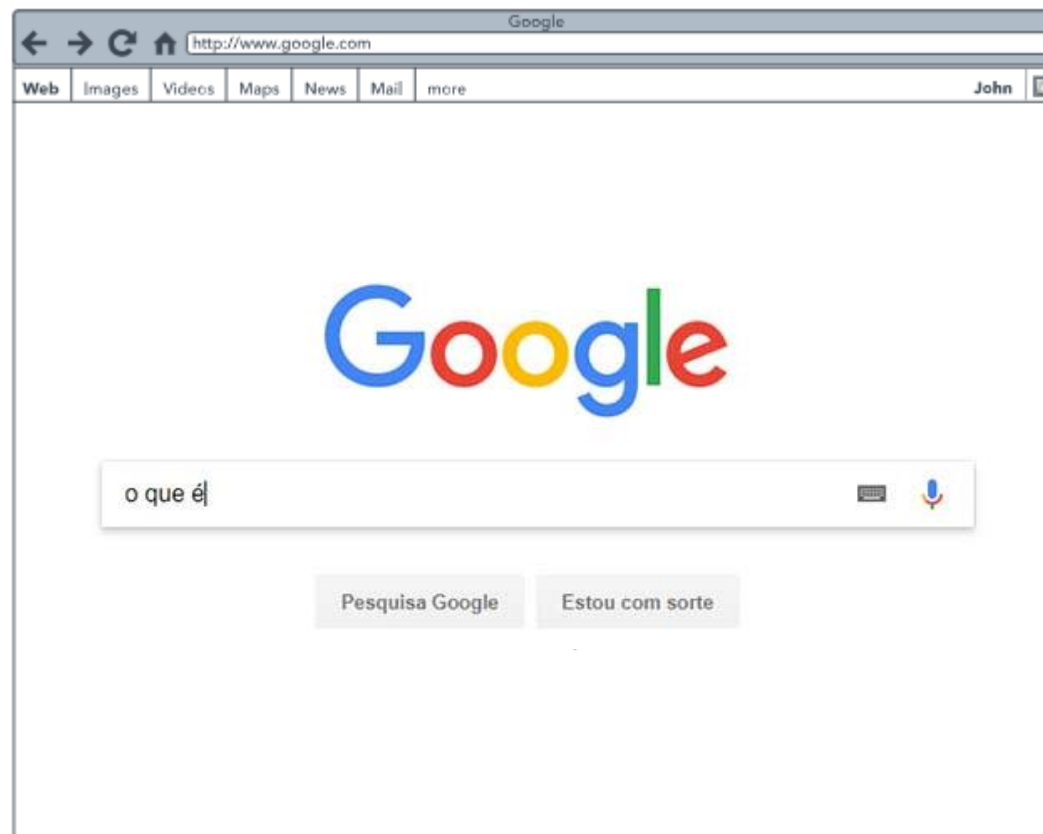 Google
http://www.google.com
Web Images Videos Maps News Mail more John
Google
o que é
Pesquisa Google Estou com sorte